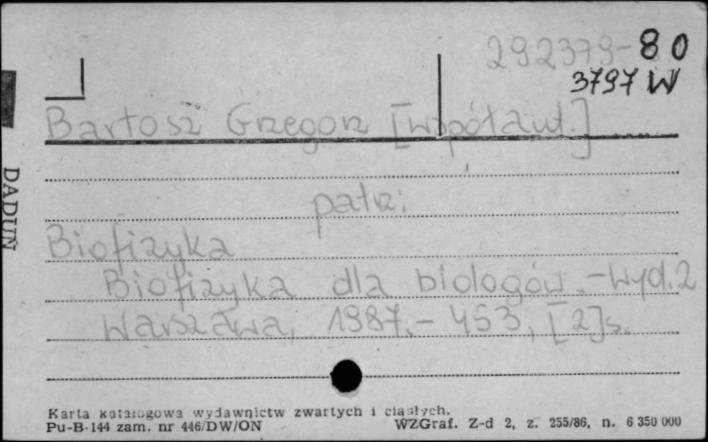 292379-80
3797 W
Bartosz Grzegorz [współaut.]
patrz:
Biofizyka
Biofizyka dla biologów. - Wyd. 2
Warszawa, 1987. - 453, [2] s.
DADUŃ
Karta katalogowa wydawnictw zwartych i ciągłych.
Pu-B-144 zam. nr 446/DW/ON WZGraf. Z-d 2, z. 255/86, n. 6 350 000